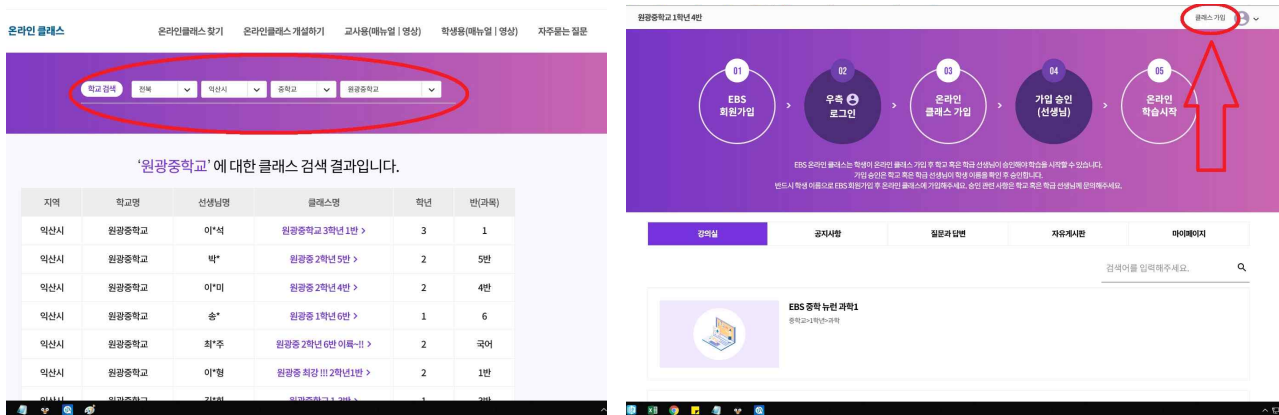 온라인 클래스
온라인클래스 찾기 온라인클래스 개설하기 교사용(매뉴얼 | 영상) 학생용(매뉴얼 | 영상) 자주묻는 질문
학교 검색 전북 익산시 중학교 원광중학교
'원광중학교' 에 대한 클래스 검색 결과입니다.
지역 학교명 선생님명 클래스명 학년 반(과목)
익산시 원광중학교 이*석 원광중학교 3학년 1반 > 3 1
익산시 원광중학교 박* 원광중 2학년 5반 > 2 5반
익산시 원광중학교 이*미 원광중 2학년 4반 > 2 4반
익산시 원광중학교 송* 원광중 1학년 6반 > 1 6
익산시 원광중학교 최*주 원광중 2학년 6반 이룩~!! > 2 국어
익산시 원광중학교 이*형 원광중 최강 !!! 2학년1반 > 2 1반
원광중학교 1학년 4반
클래스 가입
01 02 03 04 05
EBS
회원가입
우측
로그인
온라인
클래스 가입
가입 승인
(선생님)
온라인
학습시작
EBS 온라인 클래스는 학생이 온라인 클래스 가입 후 학교 혹은 학급 선생님이 승인해야 학습을 시작할 수 있습니다.
가입 승인은 학교 혹은 학급 선생님이 학생 이름을 확인 후 승인합니다.
반드시 학생 이름으로 EBS 회원가입 후 온라인 클래스에 가입해주세요. 승인 관련 사항은 학교 혹은 학급 선생님께 문의해주세요.
강의실 공지사항 질문과 답변 자유게시판 마이페이지
검색어를 입력해주세요.
EBS 중학 뉴런 과학1
중학교>1학년>과학